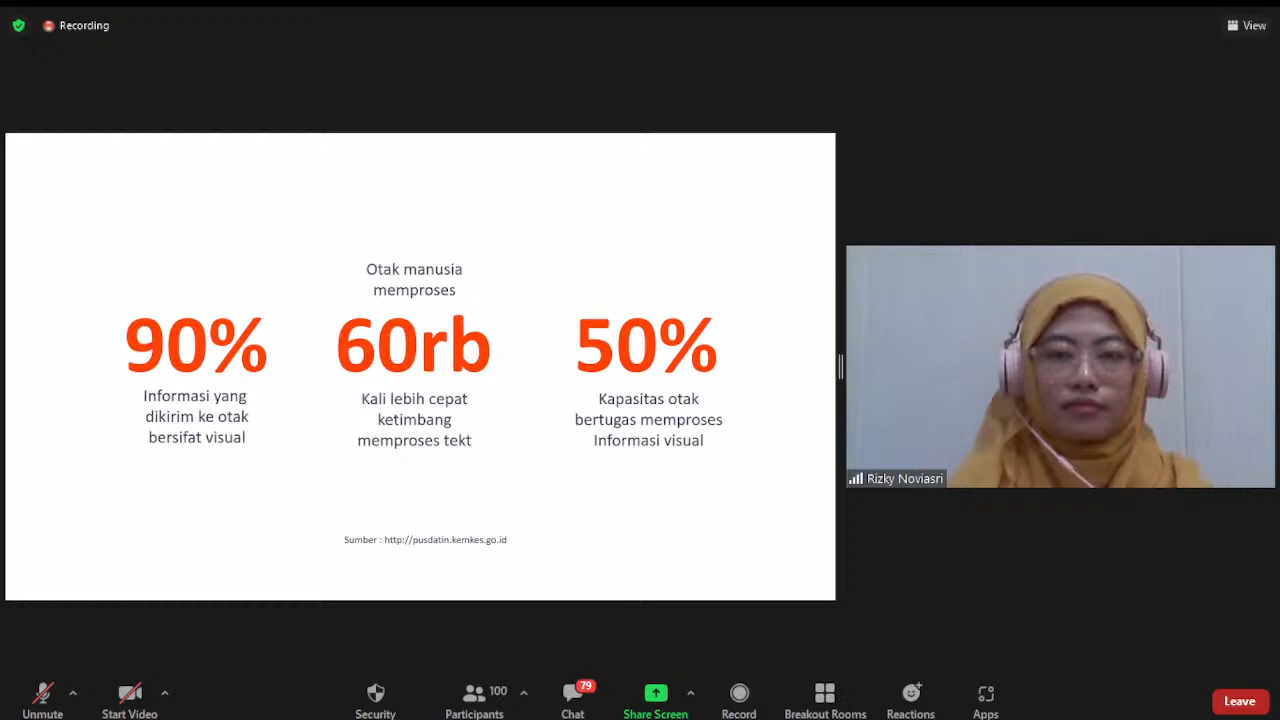 Recording
View
Otak manusia
memproses
90%
60rb
50%
Informasi yang
dikirim ke otak
bersifat visual
Kali lebih cepat
ketimbang
memproses tekt
Kapasitas otak
bertugas memproses
Informasi visual
Sumber : http://pusdatin.kemkes.go.id
Rizky Noviasri
Unmute
Start Video
Security
Participants
100
Chat
79
Share Screen
Record
Breakout Rooms
Reactions
Apps
Leave